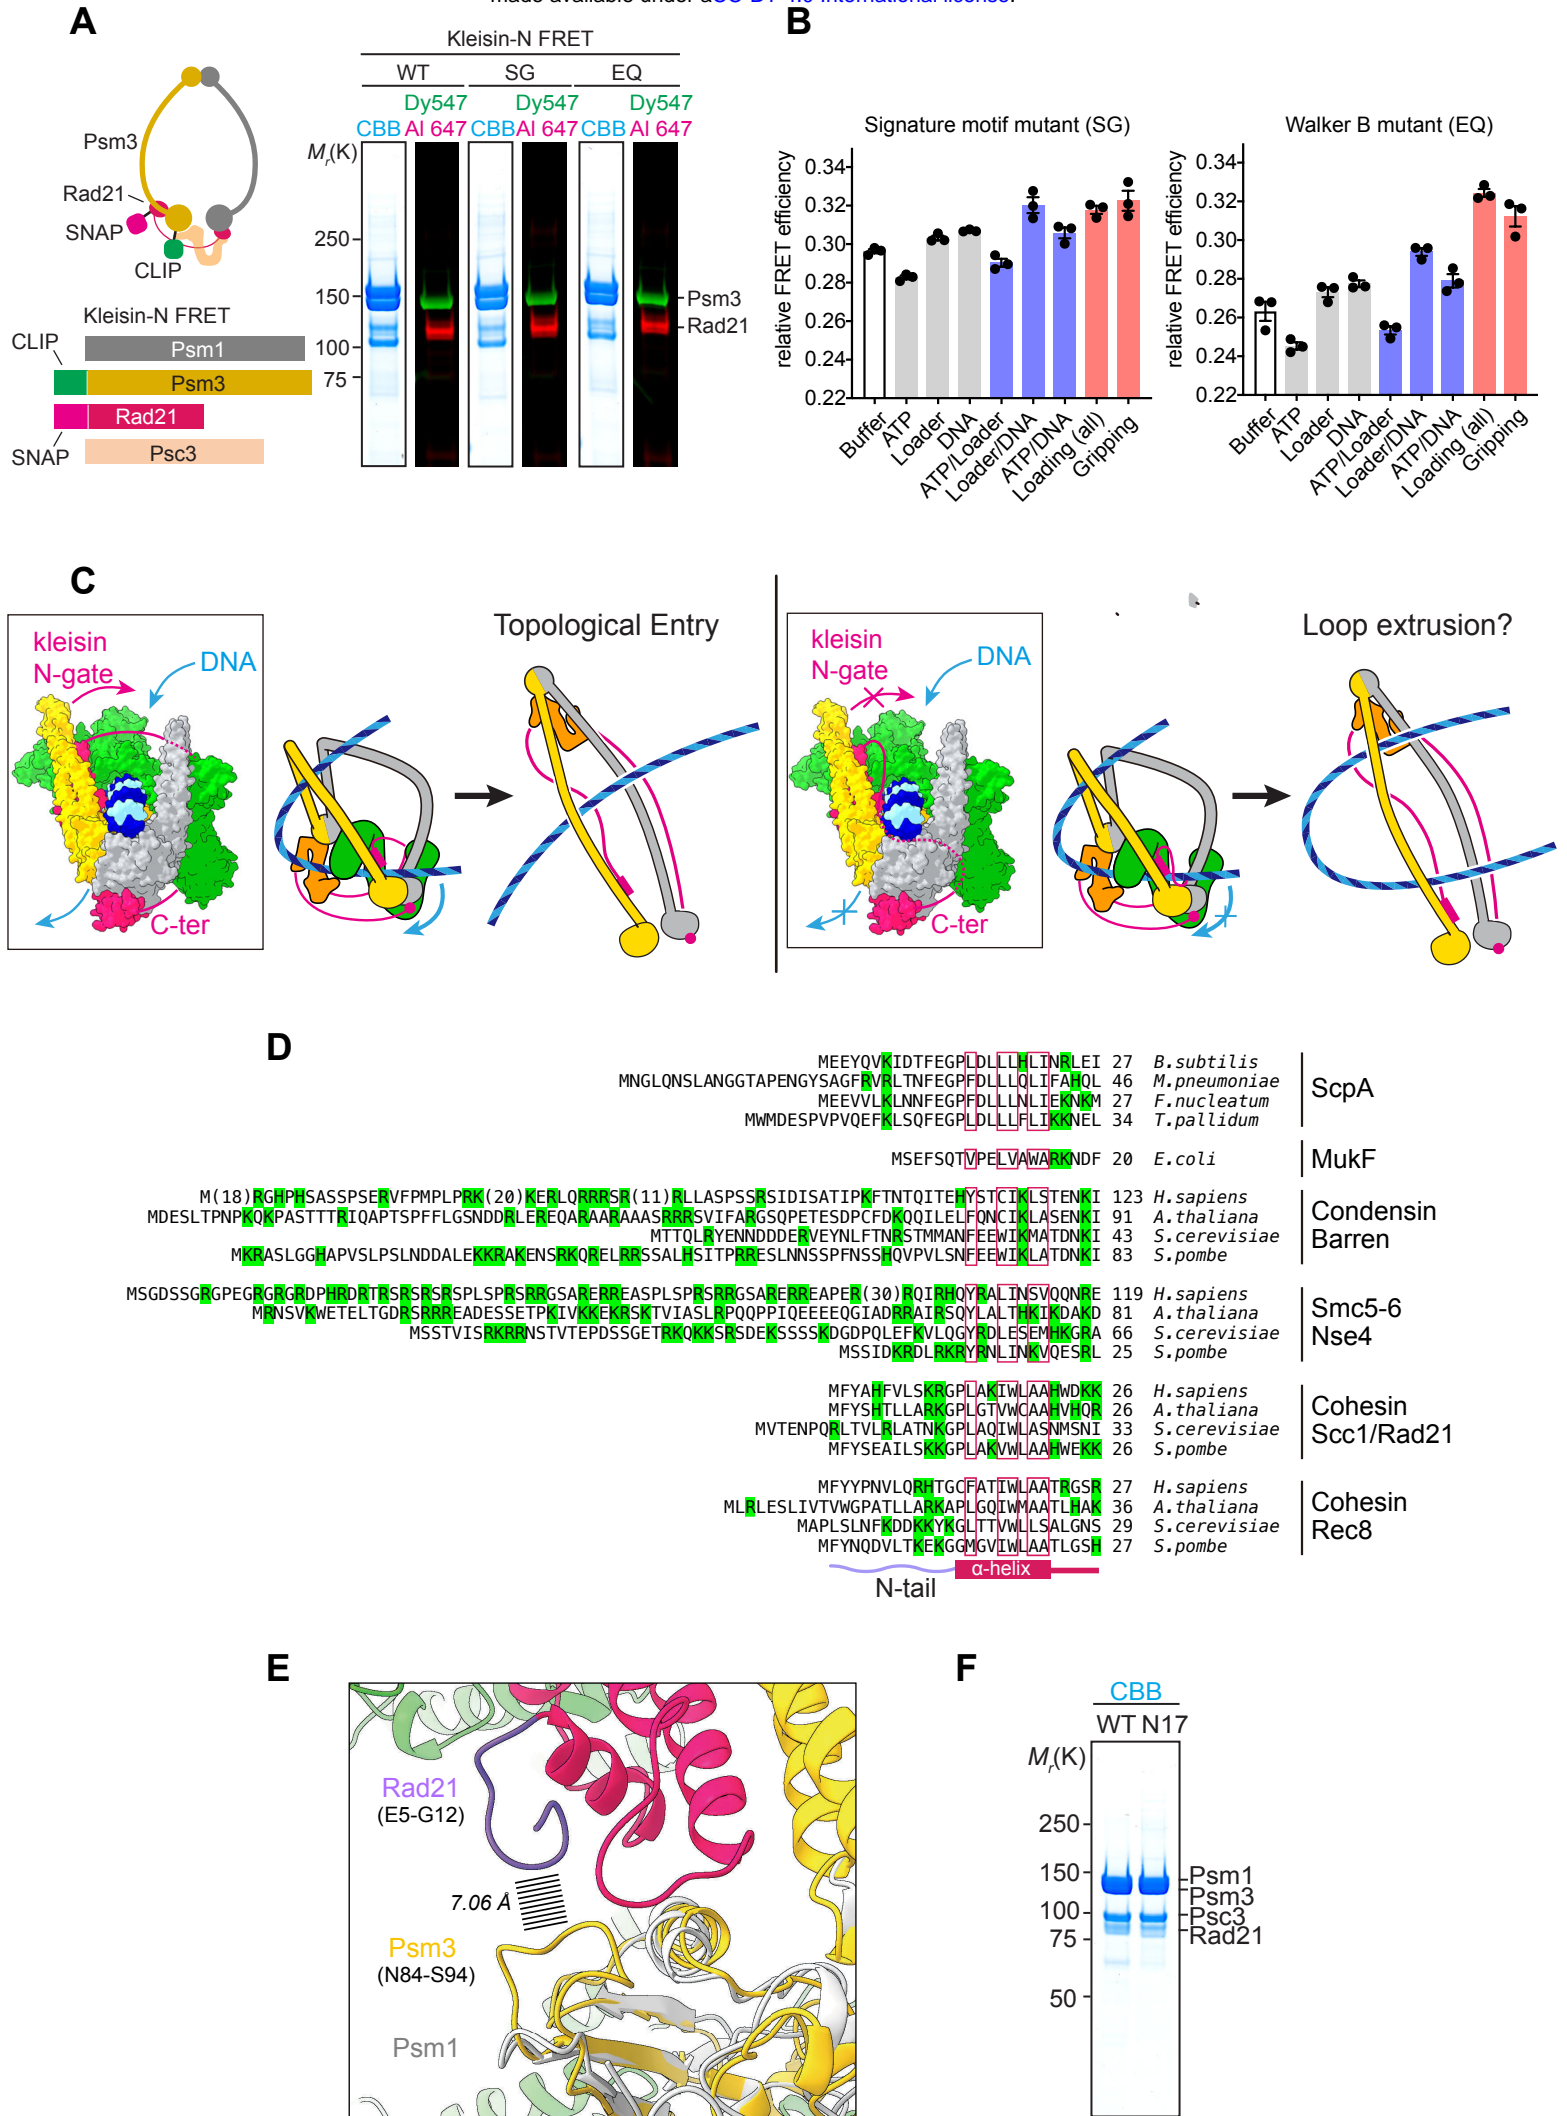 made available under aCC-BY 4.0 International license.
A
Kleisin-N FRET
WT SG EQ
Dy547 Dy547 Dy547
CBB Al 647 CBB Al 647 CBB Al 647
Mr(K)
250
150
100
75
Psm3
Rad21
Psm3
Rad21
SNAP
CLIP
Kleisin-N FRET
CLIP
Psm1
Psm3
Rad21
SNAP
Psc3
B
Signature motif mutant (SG)
relative FRET efficiency
0.34
0.32
0.30
0.28
0.26
0.24
0.22
Buffer
ATP
Loader
DNA
ATP/Loader
Loader/DNA
ATP/DNA
Loading (all)
Gripping
Walker B mutant (EQ)
relative FRET efficiency
0.34
0.32
0.30
0.28
0.26
0.24
0.22
Buffer
ATP
Loader
DNA
ATP/Loader
Loader/DNA
ATP/DNA
Loading (all)
Gripping
C
kleisin
N-gate
DNA
C-ter
Topological Entry
kleisin
N-gate
DNA
C-ter
Loop extrusion?
D
MEEYQVKIDTFEGPLDLLLHLINRLEI 27 B.subtilis
MNGLQNSLANGGTAPENGYSAGFRVRLTNFEGPFDLLLQLIFAHQL 46 M.pneumoniae
MEEVVLKLNNFEGPFDLLLNLIEKNKM 27 F.nucleatum
MWMDESPVPVQEFKLSQFEGPLDLLLFLIKKNEL 34 T.pallidum
ScpA
MSEFSQTVPELVAWARKNDF 20 E.coli
MukF
M(18)RGHPHSASSPSERVFPMPLPRK(20)KERLQRRRSR(11)RLLASPSSRSIDISATIPKFTNTQITEHYSTCIKLSTENKI 123 H.sapiens
MDESLTPNPKQKPASTTTRIQAPTSPFFLGSNDDRLEREQARAARAAASRRRSVIFARGSQPETESDPCFDKQQILELFQNCIKLASENKI 91 A.thaliana
MTTQLRYENNDDDERVEYNLFTNRSTMMANFEEWIKMATDNKI 43 S.cerevisiae
MKRASLGGHAPVSLPSLNDDALEKKRAKENSRKQRELRRSSALHSITPRRESLNNSSPFNSSHQVPVLSNFEEWIKLATDNKI 83 S.pombe
Condensin
Barren
MSGDSSGRGPEGRGRGRDPHRDRTRSRSRSRSPLSPRSRRGSARERREASPLSPRSRRGSARERREAPER(30)RQIRHQYRALINSVQQNRE 119 H.sapiens
MRNSVKWETELTGDRSRRREADESSETPKIVKKEKRSKTVIASLRPQQPPIQEEEEQGIADRRAIRSQYLALTHKIKDAKD 81 A.thaliana
MSSTVISRKRRNSTVTEPDSSGETRKQKKSRSDEKSSSSKDGDPQLEFKVLQGYRDLESEMHKGRA 66 S.cerevisiae
MSSIDKRDLRKRYRNLINKVQESRL 25 S.pombe
Smc5-6
Nse4
MFYAHFVLSKRGPLAKIWLAAHWDKK 26 H.sapiens
MFYSHTLLARKGPLGTVWCAAHVHQR 26 A.thaliana
MVTENPQRLTVLRLATNKGPLAQIWLASNMSNI 33 S.cerevisiae
MFYSEAILSKKGPLAKVWLAAHWEKK 26 S.pombe
Cohesin
Scc1/Rad21
MFYYPNVLQRHTGCFATIWLAATRGSR 27 H.sapiens
MLRLESLIVTVWGPATLLARKAPLGQIWMAATLHAK 36 A.thaliana
MAPLSLNFKDDKKYKGLTTVWLLSALGNS 29 S.cerevisiae
MFYNQDVLTKEKGGMGVIWLAATLGSH 27 S.pombe
Cohesin
Rec8
α-helix
N-tail
E
Rad21
(E5-G12)
7.06 Å
Psm3
(N84-S94)
Psm1
F
CBB
WT N17
Mr(K)
250
150
100
75
50
Psm1
Psm3
Psc3
Rad21